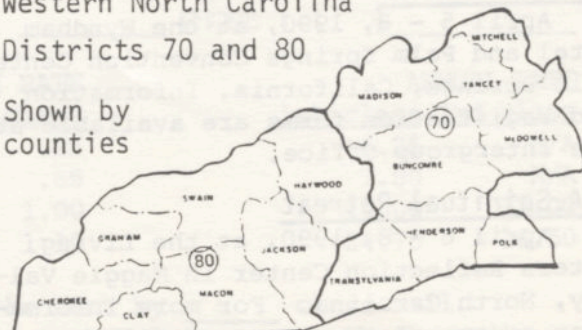 Western North Carolina
Districts 70 and 80
Shown by
counties
MITCHELL
YANCEY
MADISON
70
McDOWELL
BUNCOMBE
HAYWOOD
SWAIN
HENDERSON
POLK
GRAHAM
80
JACKSON
TRANSYLVANIA
MACON
CHEROKEE
CLAY